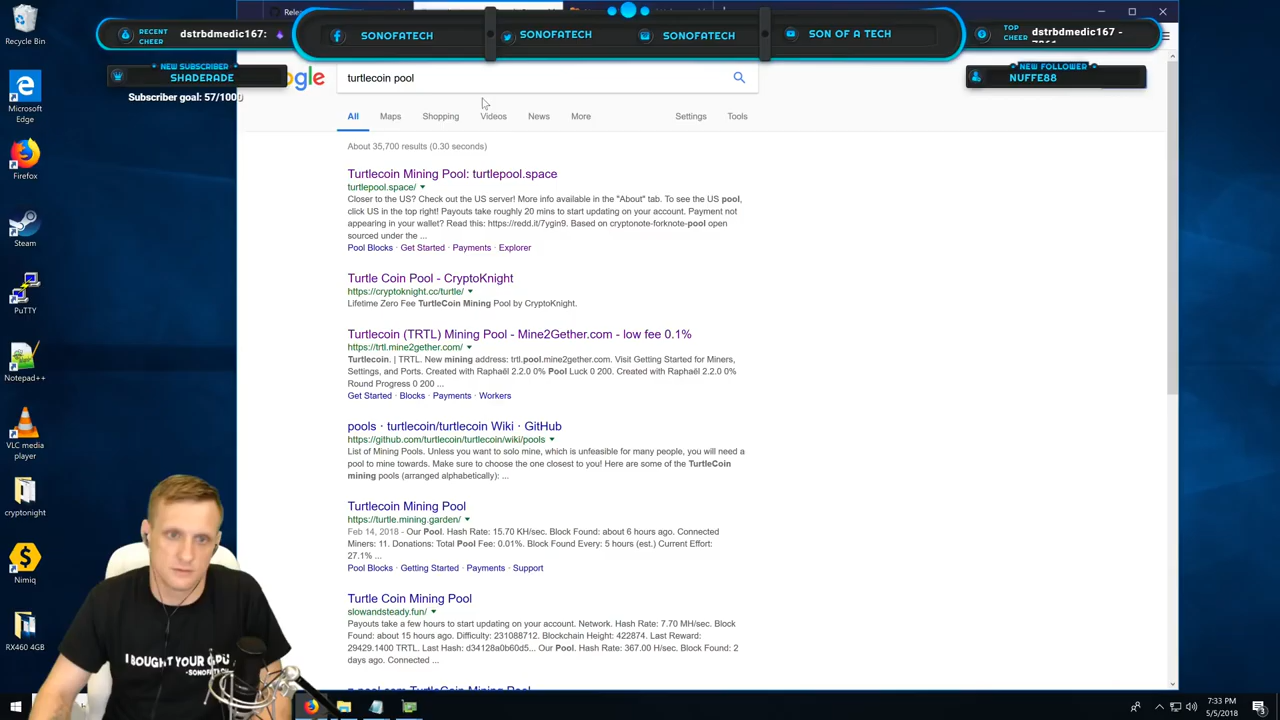 Recycle Bin
Relea
RECENT
CHEER
dstrbdmedic167:
SONOFATECH
SONOFATECH
SONOFATECH
SON OF A TECH
TOP
CHEER
dstrbdmedic167 -
NEW SUBSCRIBER
SHADERADE
Subscriber goal: 57/1000
NEW FOLLOWER
NUFFE88
ogle
turtlecoin pool
All Maps Shopping Videos News More Settings Tools
About 35,700 results (0.30 seconds)
Turtlecoin Mining Pool: turtlepool.space
turtlepool.space/
Closer to the US? Check out the US server! More info available in the "About" tab. To see the US pool,
click US in the top right! Payouts take roughly 20 mins to start updating on your account. Payment not
appearing in your wallet? Read this: https://redd.it/7ygin9. Based on cryptonote-forknote-pool open
sourced under the ...
Pool Blocks · Get Started · Payments · Explorer
Turtle Coin Pool - CryptoKnight
https://cryptoknight.cc/turtle/
Lifetime Zero Fee TurtleCoin Mining Pool by CryptoKnight.
Turtlecoin (TRTL) Mining Pool - Mine2Gether.com - low fee 0.1%
https://trtl.mine2gether.com/
Turtlecoin. | TRTL. New mining address: trtl.pool.mine2gether.com. Visit Getting Started for Miners,
Settings, and Ports. Created with Raphaël 2.2.0 0% Pool Luck 0 200. Created with Raphaël 2.2.0 0%
Round Progress 0 200 ...
Get Started · Blocks · Payments · Workers
pools · turtlecoin/turtlecoin Wiki · GitHub
https://github.com/turtlecoin/turtlecoin/wiki/pools
List of Mining Pools. Unless you want to solo mine, which is unfeasible for many people, you will need a
pool to mine towards. Make sure to choose the one closest to you! Here are some of the TurtleCoin
mining pools (arranged alphabetically): ...
Turtlecoin Mining Pool
https://turtle.mining.garden/
Feb 14, 2018 - Our Pool. Hash Rate: 15.70 KH/sec. Block Found: about 6 hours ago. Connected
Miners: 11. Donations: Total Pool Fee: 0.01%. Block Found Every: 5 hours (est.) Current Effort:
27.1% ...
Pool Blocks · Getting Started · Payments · Support
Turtle Coin Mining Pool
slowandsteady.fun/
Payouts take a few hours to start updating on your account. Network. Hash Rate: 7.70 MH/sec. Block
Found: about 15 hours ago. Difficulty: 231088712. Blockchain Height: 422874. Last Reward:
29429.1400 TRTL. Last Hash: d34128a0b60d5... Our Pool. Hash Rate: 367.00 H/sec. Block Found: 2
days ago. Connected ...
TurtleCoin Mining Pool
Microsoft
Edge
Firefox
Steam
PuTTY
Notepad++
VLC media
player
cryptonight
Nimiq
RX460 4GB
I BOUGHT YOUR GPU
-SONOFATECH
7:33 PM
5/5/2018